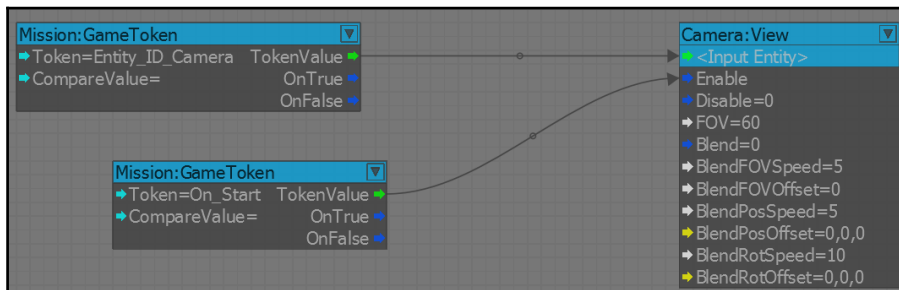 Mission:GameToken
Token=Entity_ID_Camera TokenValue
CompareValue= OnTrue
OnFalse
Mission:GameToken
Token=On_Start TokenValue
CompareValue= OnTrue
OnFalse
Camera:View
<Input Entity>
Enable
Disable=0
FOV=60
Blend=0
BlendFOVSpeed=5
BlendFOVOffset=0
BlendPosSpeed=5
BlendPosOffset=0,0,0
BlendRotSpeed=10
BlendRotOffset=0,0,0